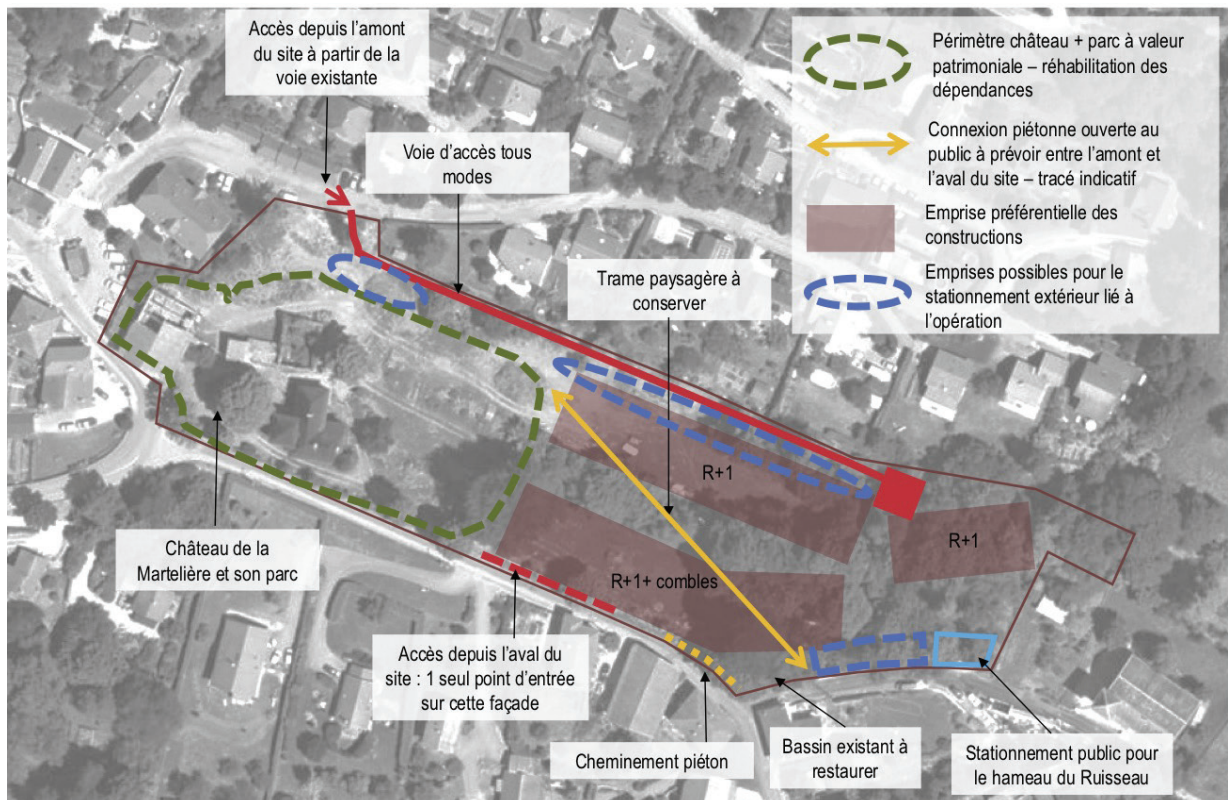 Accès depuis l’amont
du site à partir de la
voie existante
Voie d’accès tous
modes
Périmètre château + parc à valeur
patrimoniale – réhabilitation des
dépendances
Connexion piétonne ouverte au
public à prévoir entre l’amont et
l’aval du site – tracé indicatif
Emprise préférentielle des
constructions
Emprises possibles pour le
stationnement extérieur lié à
l’opération
Trame paysagère à
conserver
R+1
R+1
R+1+ combles
Château de la
Martelière et son parc
Accès depuis l’aval du
site : 1 seul point d’entrée
sur cette façade
Cheminement piéton
Bassin existant à
restaurer
Stationnement public pour
le hameau du Ruisseau